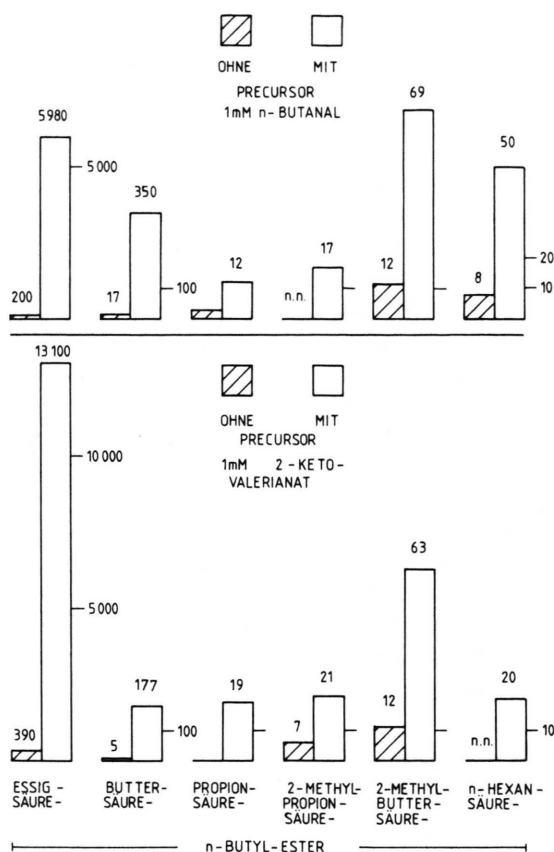 OHNE MIT
PRECURSOR
1mM n-BUTANAL
5980
5000
200
350
100
17
12
17
n.n.
69
12
50
20
10
8
13 100
10 000
5 000
390
OHNE MIT
PRECURSOR
1mM 2-KETO-
VALERIANAT
177
100
5
19
21
7
63
12
20
n.n.
10
ESSIG-
SÄURE-
BUTTER-
SÄURE-
PROPION-
SÄURE-
2-METHYL-
PROPION-
SÄURE-
2-METHYL-
BUTTER-
SÄURE-
n-HEXAN-
SÄURE-
n-BUTYL-ESTER